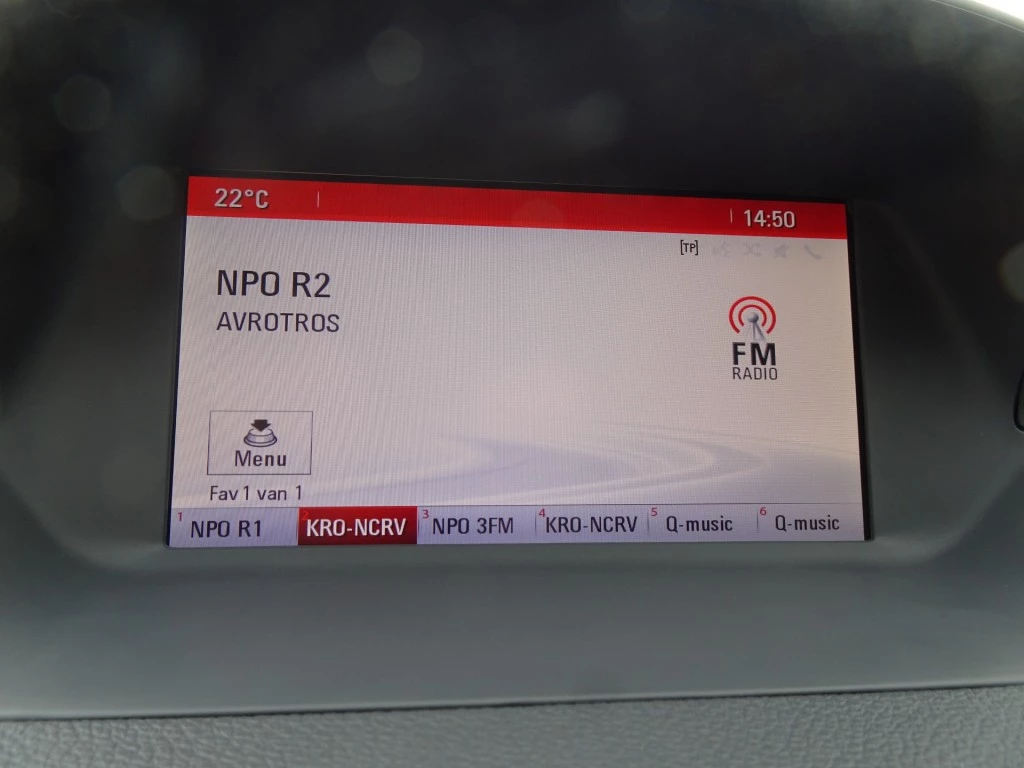 22°C 14:50
[TP]
NPO R2
AVROTROS
FM
RADIO
Menu
Fav 1 van 1
1 NPO R1 2 KRO-NCRV 3 NPO 3FM 4 KRO-NCRV 5 Q-music 6 Q-music